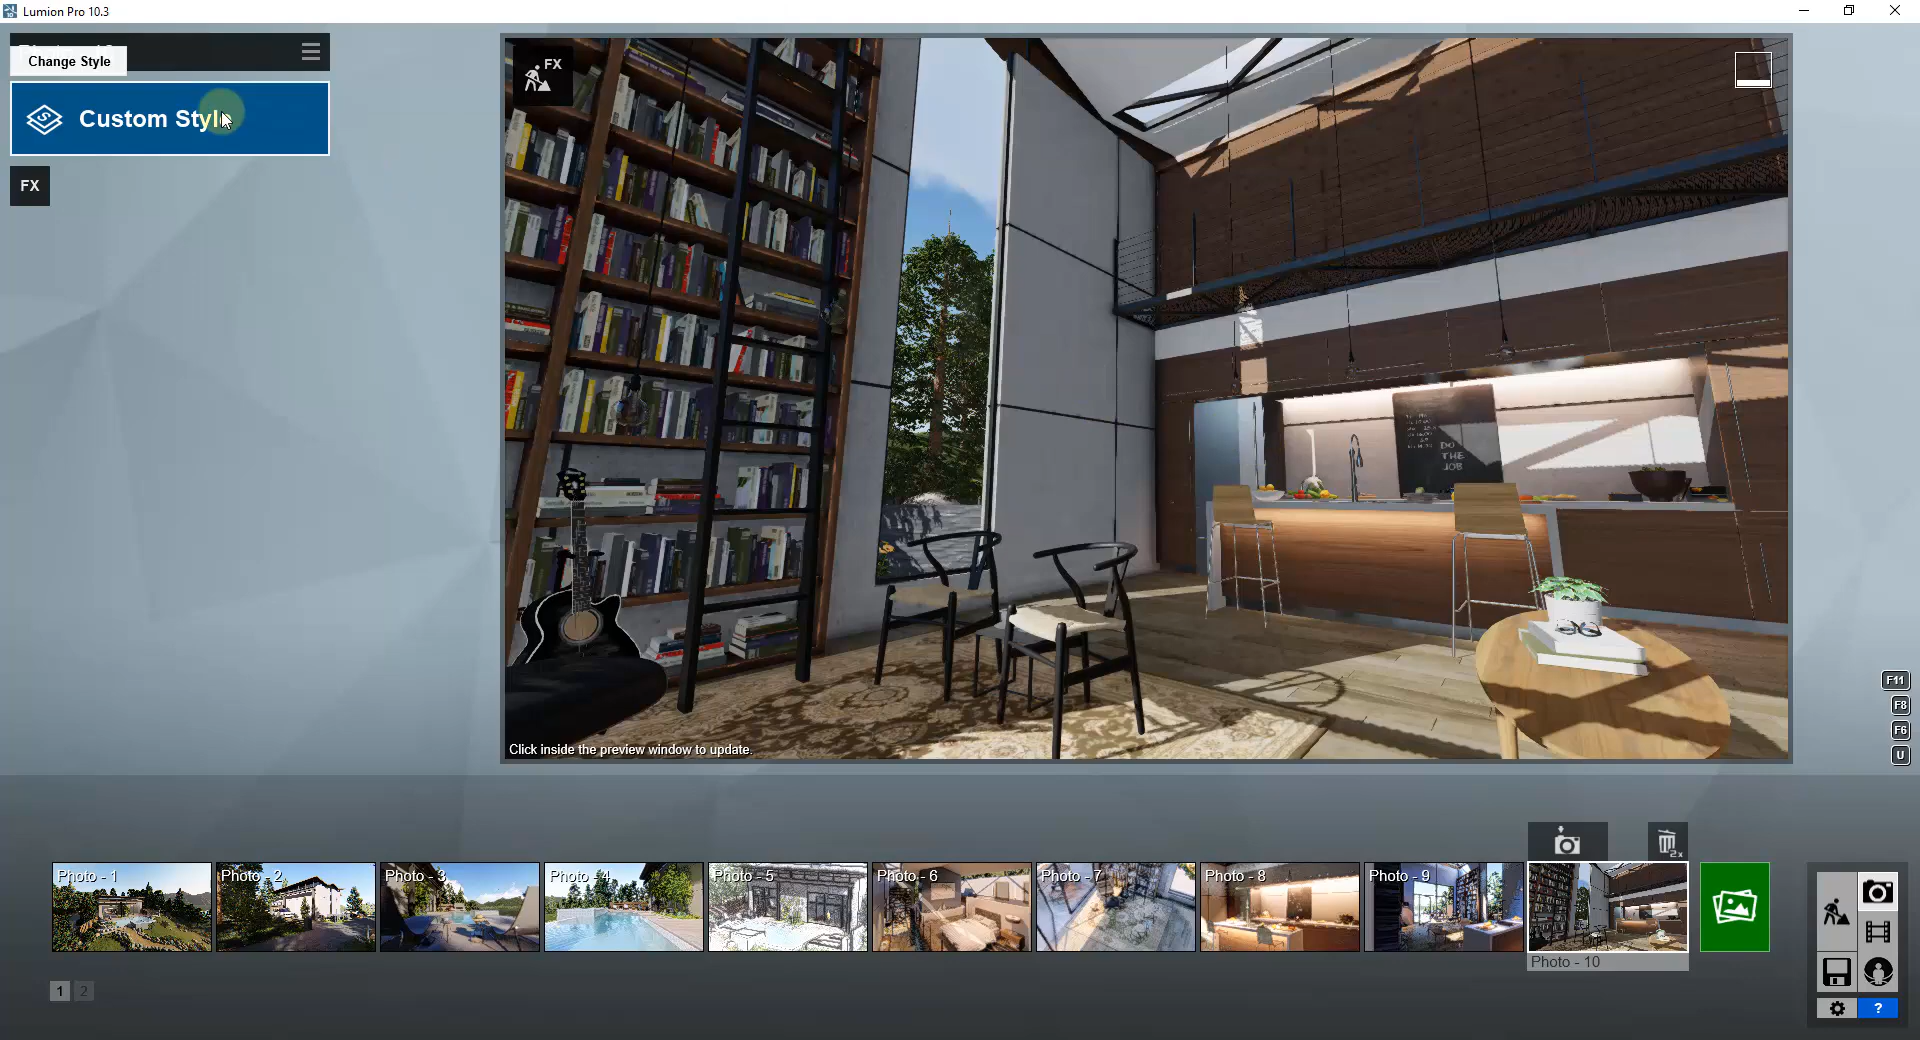 Lumion Pro 10.3
Change Style
Custom Style
FX
FX
DO
THE
JOB
Click inside the preview window to update.
F11
F8
F6
U
Photo - 1
Photo - 2
Photo - 3
Photo - 4
Photo - 5
Photo - 6
Photo - 7
Photo - 8
Photo - 9
Photo - 10
2x
1
2
?